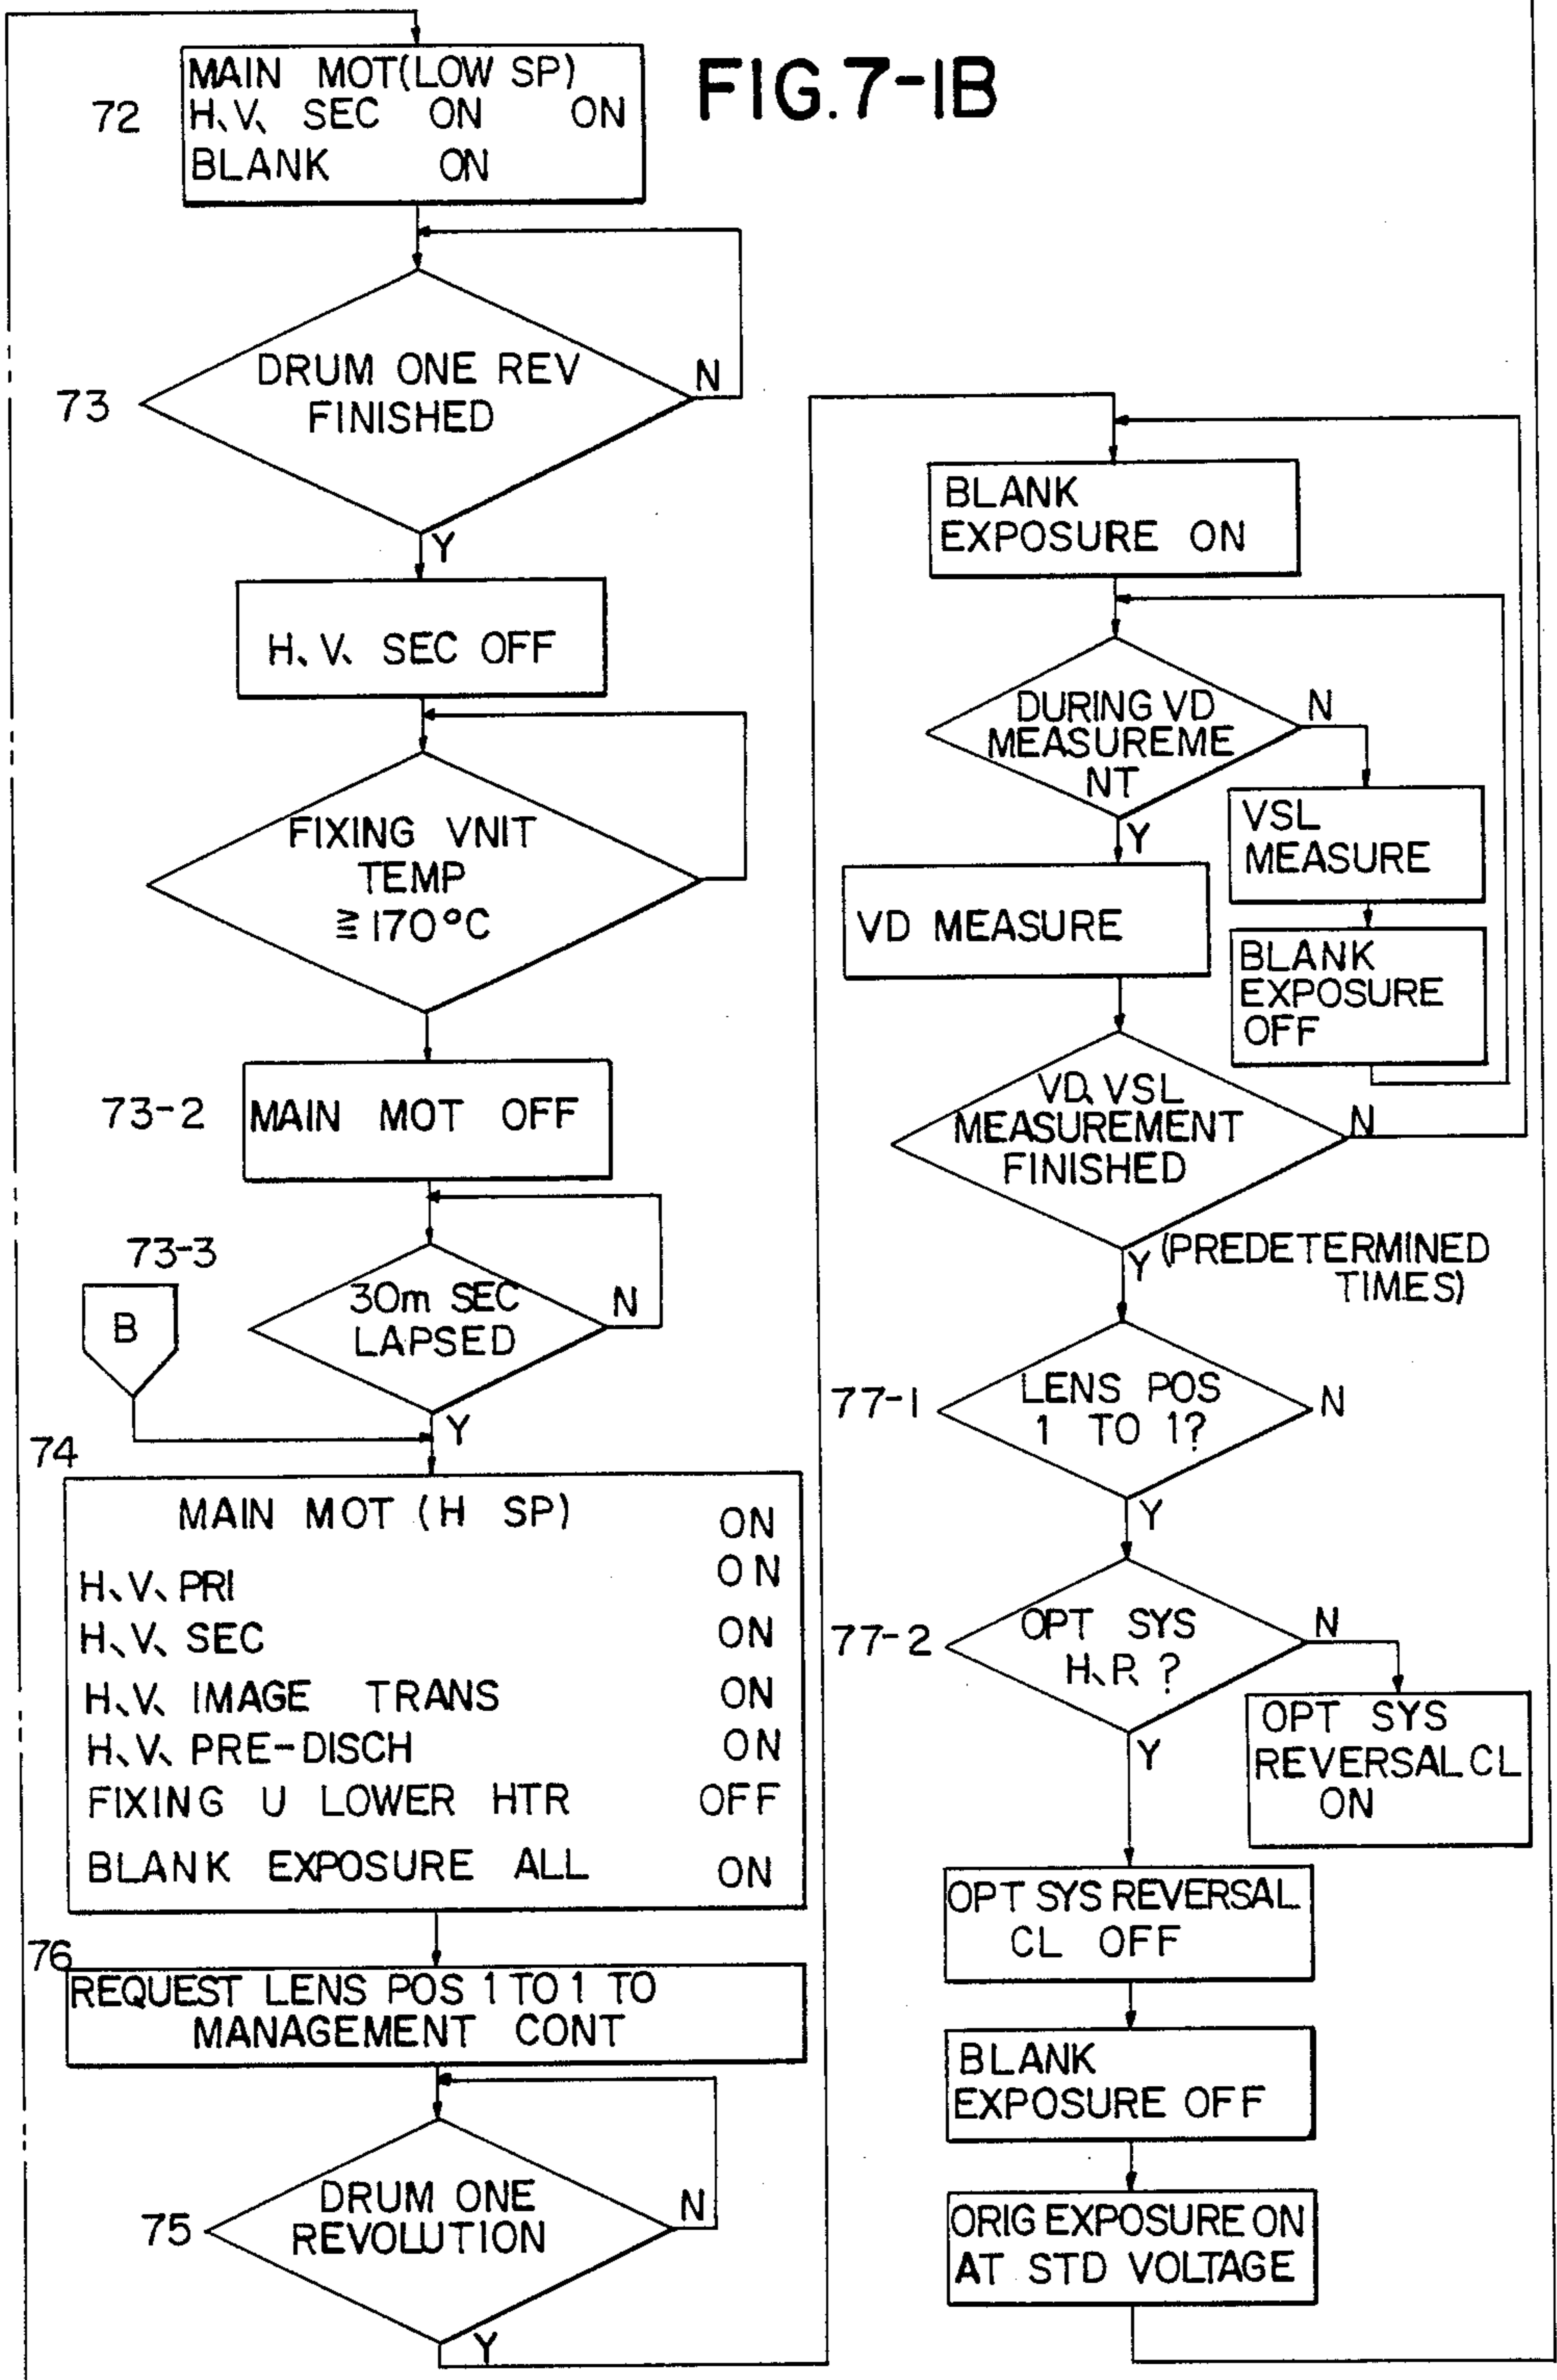 FIG.7-1B
72
MAIN MOT(LOW SP)
H.V. SEC ON ON
BLANK ON
73
DRUM ONE REV
FINISHED
N
Y
H.V. SEC OFF
FIXING VNIT
TEMP
≧170°C
73-2
MAIN MOT OFF
73-3
30m SEC
LAPSED
N
B
Y
74
MAIN MOT (H SP) ON
H.V. PRI ON
H.V. SEC ON
H.V. IMAGE TRANS ON
H.V. PRE-DISCH ON
FIXING U LOWER HTR OFF
BLANK EXPOSURE ALL ON
76
REQUEST LENS POS 1 TO 1 TO
MANAGEMENT CONT
75
DRUM ONE
REVOLUTION
N
Y
BLANK
EXPOSURE ON
DURING VD
MEASUREME
NT
N
Y
VSL
MEASURE
VD MEASURE
BLANK
EXPOSURE
OFF
VD, VSL
MEASUREMENT
FINISHED
N
Y (PREDETERMINED
TIMES)
77-1
LENS POS
1 TO 1?
N
Y
77-2
OPT SYS
H.P. ?
N
Y
OPT SYS
REVERSAL CL
ON
OPT SYS REVERSAL
CL OFF
BLANK
EXPOSURE OFF
ORIG EXPOSURE ON
AT STD VOLTAGE